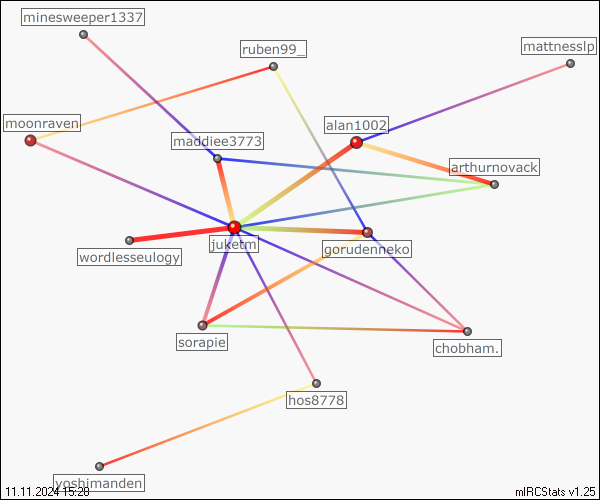 minesweeper1337
ruben99_
mattnesslp
moonraven
alan1002
maddiee3773
arthurnovack
juketm
gorudenneko
wordlesseulogy
sorapie
chobham.
hos8778
yoshimanden
11.11.2024 15:28
mIRCStats v1.25